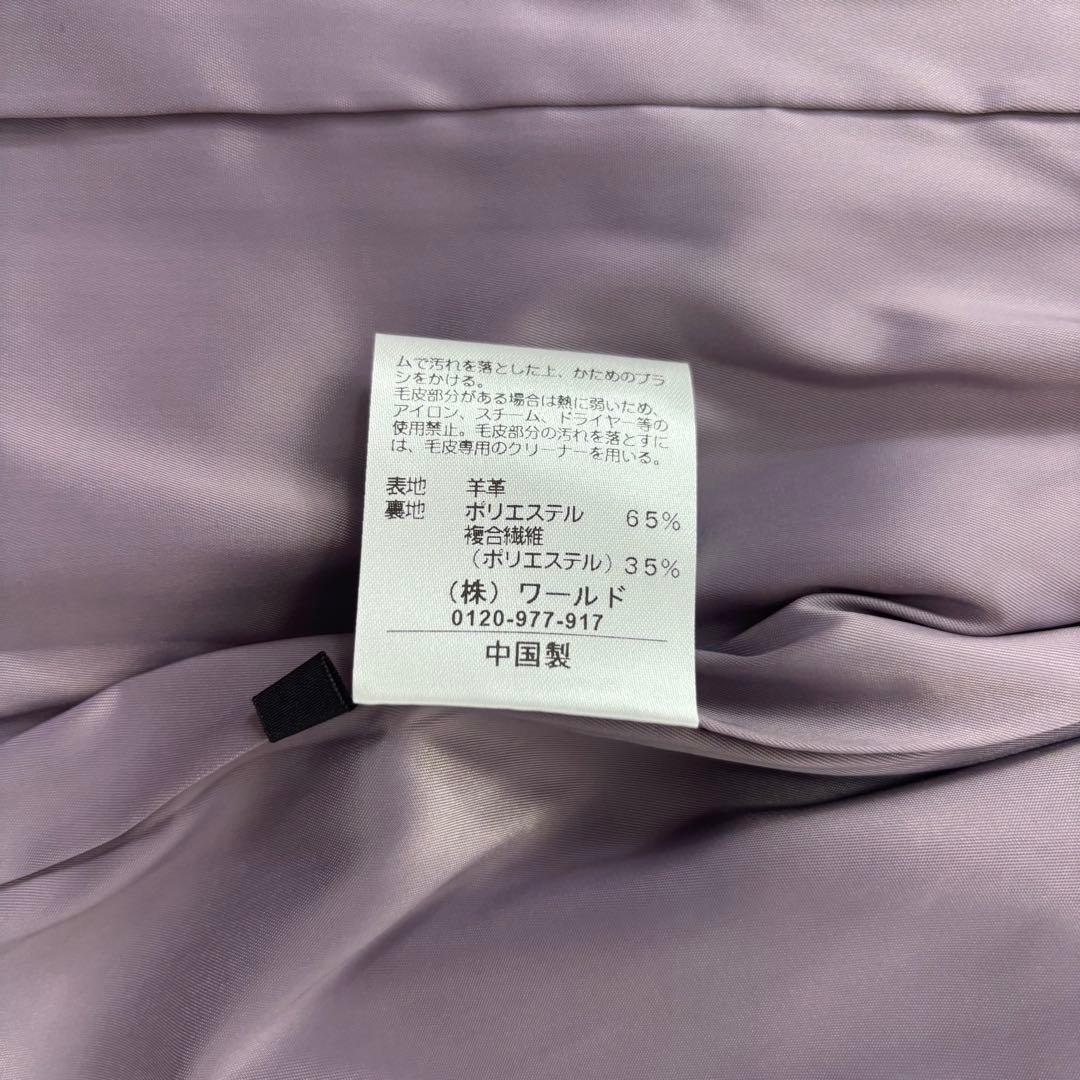 ムで汚れを落とした上、かためのブラ
シをかける。
毛皮部分がある場合は熱に弱いため、
アイロン、スチーム、ドライヤー等の
使用禁止。毛皮部分の汚れを落とすに
は、毛皮専用のクリーナーを用いる。
表地 羊革
裏地 ポリエステル 65%
複合繊維
(ポリエステル) 35%
(株) ワールド
0120-977-917
中国製